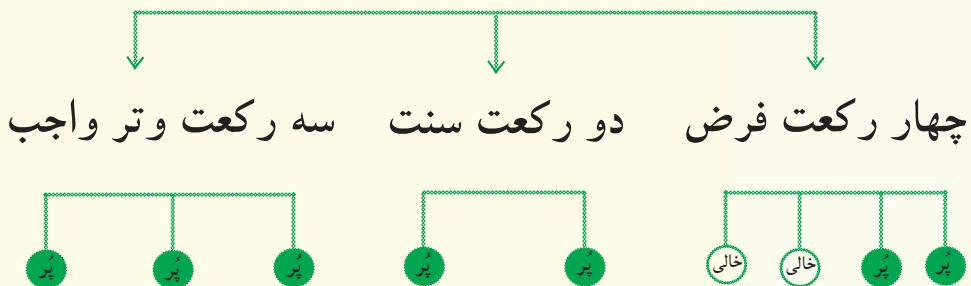 چهار رکعت فرض دو رکعت سنت سه رکعت وتر واجب
پُر پُر خالی خالی پُر پُر پُر پُر پُر